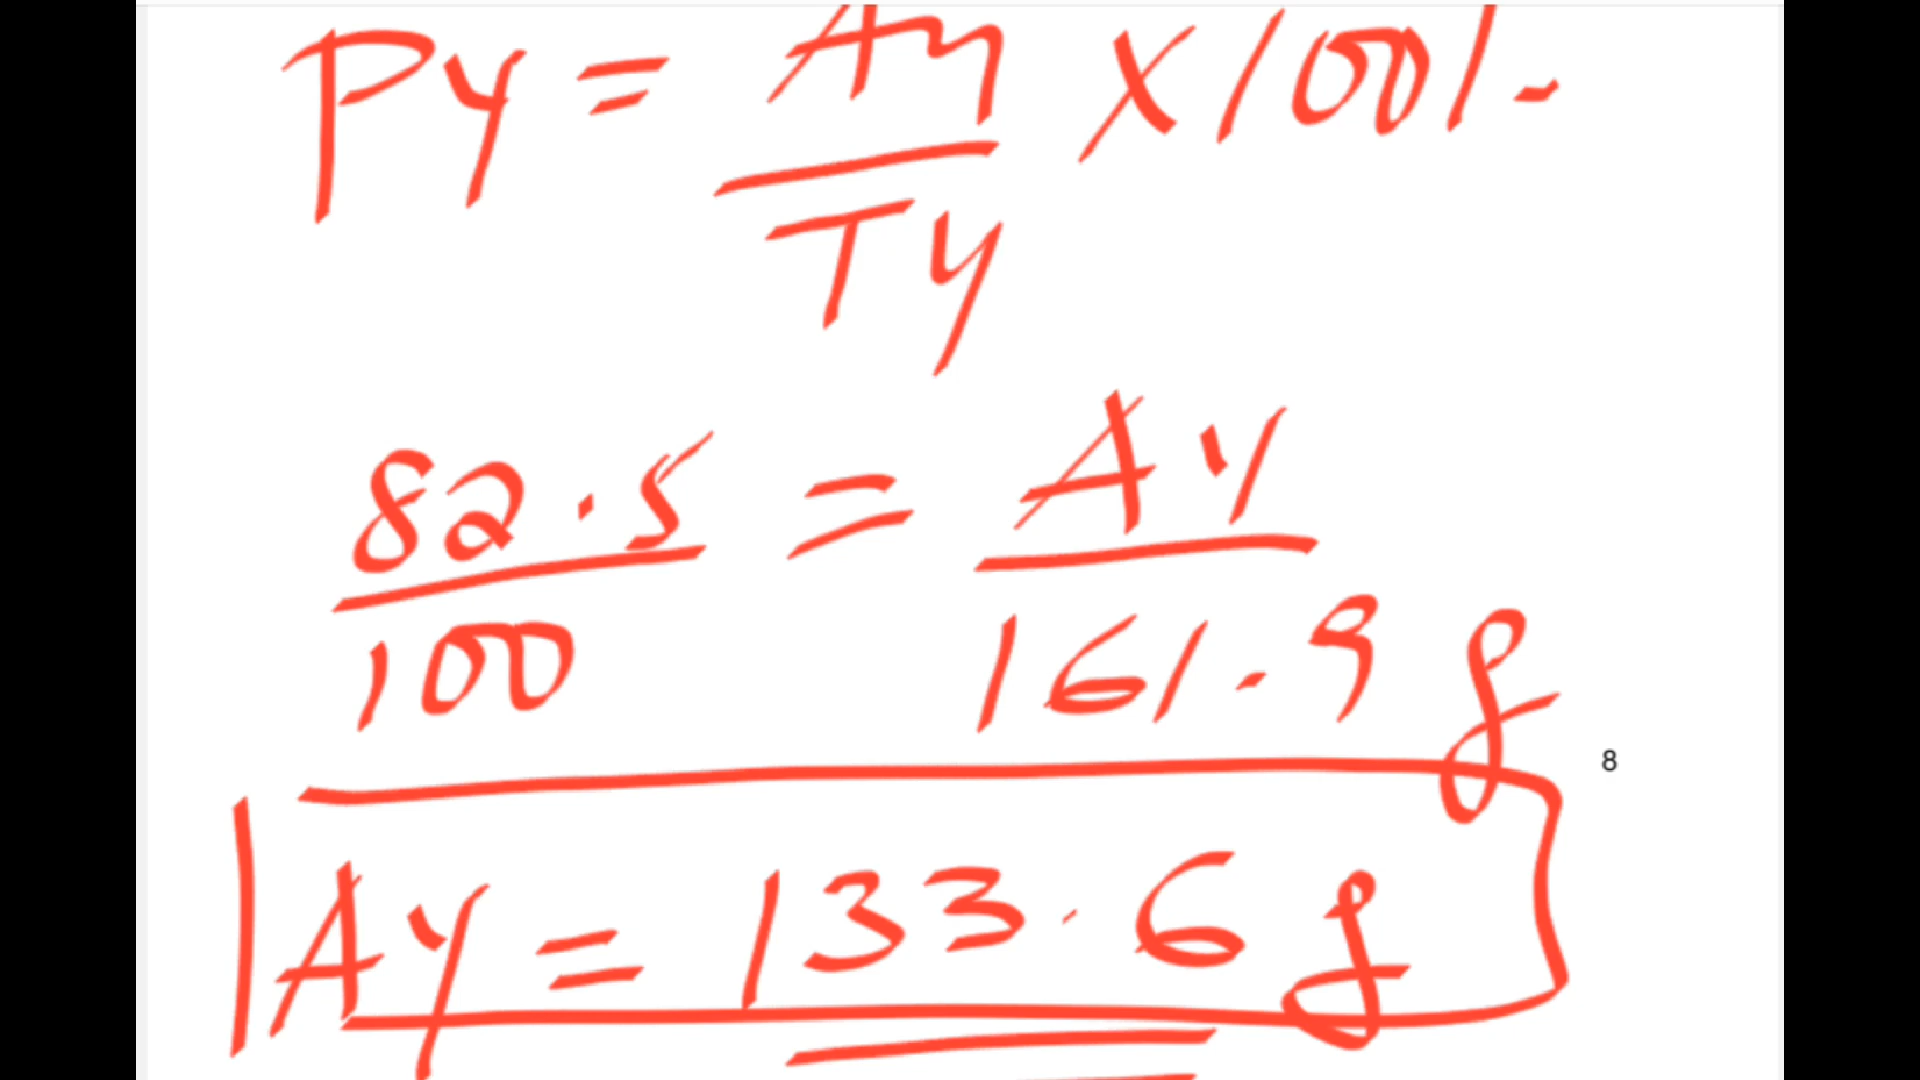 PY = AY / TY X 100%
82.5 / 100 = AY / 161.9 g
8
AY = 133.6 g